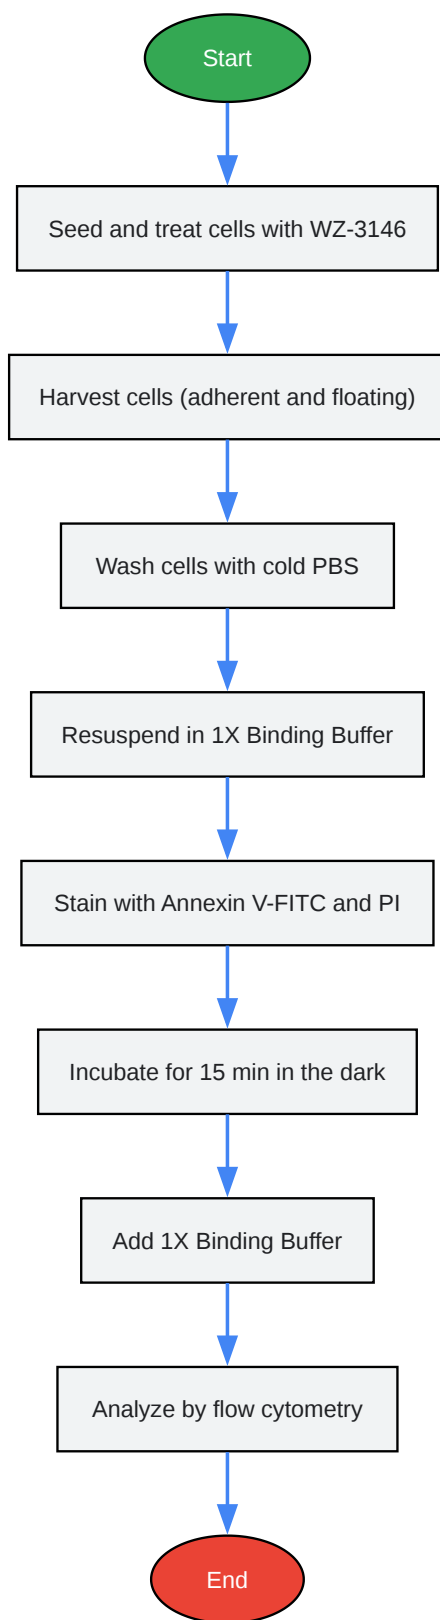 Start
Seed and treat cells with WZ-3146
Harvest cells (adherent and floating)
Wash cells with cold PBS
Resuspend in 1X Binding Buffer
Stain with Annexin V-FITC and PI
Incubate for 15 min in the dark
Add 1X Binding Buffer
Analyze by flow cytometry
End